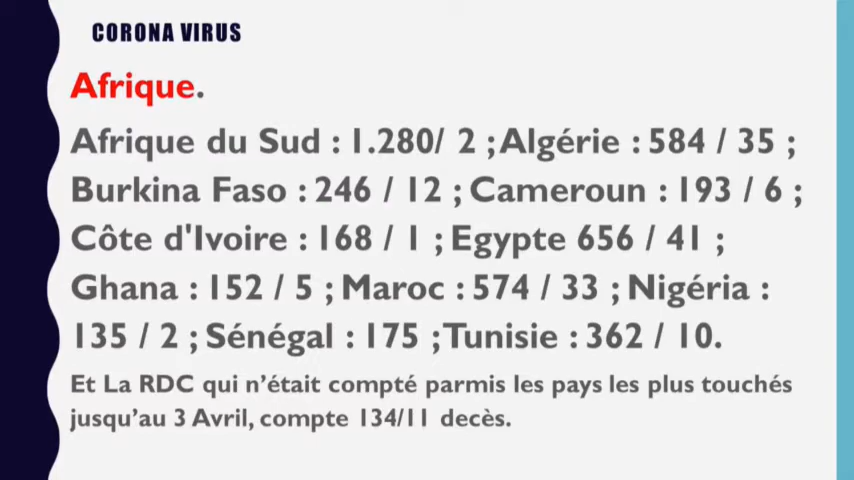 CORONA VIRUS
Afrique.
Afrique du Sud : 1.280/ 2 ; Algérie : 584 / 35 ;
Burkina Faso : 246 / 12 ; Cameroun : 193 / 6 ;
Côte d'Ivoire : 168 / 1 ; Egypte 656 / 41 ;
Ghana : 152 / 5 ; Maroc : 574 / 33 ; Nigéria :
135 / 2 ; Sénégal : 175 ; Tunisie : 362 / 10.
Et La RDC qui n’était compté parmis les pays les plus touchés
jusqu’au 3 Avril, compte 134/11 decès.